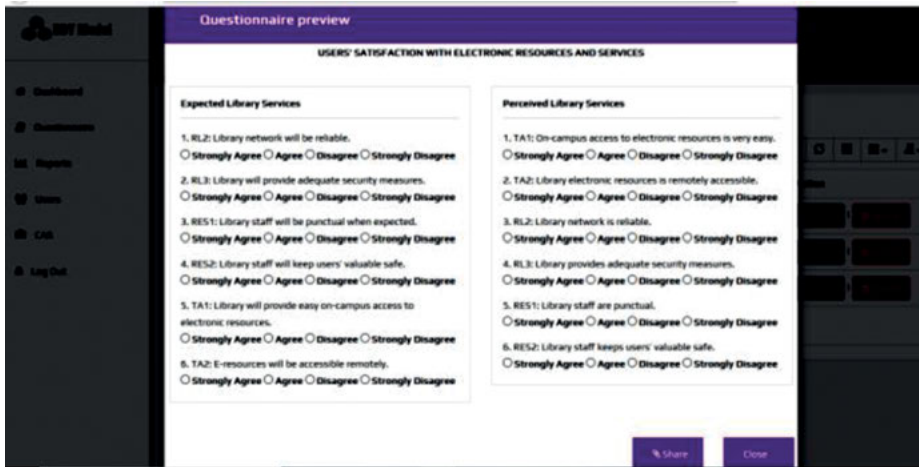 Questionnaire preview
USERS' SATISFACTION WITH ELECTRONIC RESOURCES AND SERVICES
Expected Library Services
1. RL2: Library network will be reliable.
Strongly Agree Agree Disagree Strongly Disagree
2. RL3: Library will provide adequate security measures.
Strongly Agree Agree Disagree Strongly Disagree
3. RES1: Library staff will be punctual when expected.
Strongly Agree Agree Disagree Strongly Disagree
4. RES2: Library staff will keep users' valuable safe.
Strongly Agree Agree Disagree Strongly Disagree
5. TA1: Library will provide easy on-campus access to
electronic resources.
Strongly Agree Agree Disagree Strongly Disagree
6. TA2: E-resources will be accessible remotely.
Strongly Agree Agree Disagree Strongly Disagree
Perceived Library Services
1. TA1: On-campus access to electronic resources is very easy.
Strongly Agree Agree Disagree Strongly Disagree
2. TA2: Library electronic resources is remotely accessible.
Strongly Agree Agree Disagree Strongly Disagree
3. RL2: Library network is reliable.
Strongly Agree Agree Disagree Strongly Disagree
4. RL3: Library provides adequate security measures.
Strongly Agree Agree Disagree Strongly Disagree
5. RES1: Library staff are punctual.
Strongly Agree Agree Disagree Strongly Disagree
6. RES2: Library staff keeps users' valuable safe.
Strongly Agree Agree Disagree Strongly Disagree
Share
Close
Model
Dashboard
Questionnaire
Reports
Users
Log Out